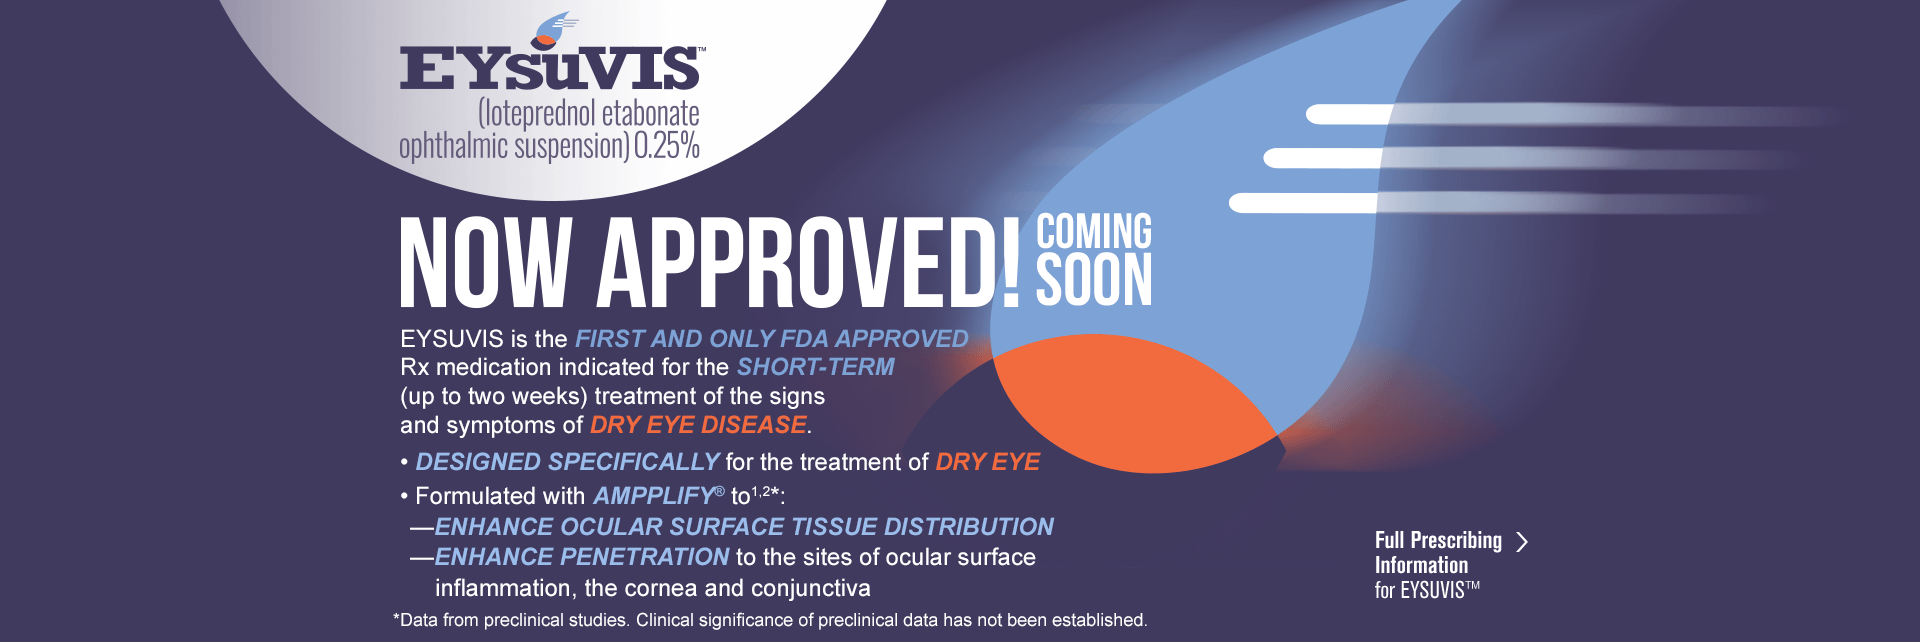 EYSUVIS™
(loteprednol etabonate
ophthalmic suspension) 0.25%
NOW APPROVED! COMING SOON
EYSUVIS is the FIRST AND ONLY FDA APPROVED
Rx medication indicated for the SHORT-TERM
(up to two weeks) treatment of the signs
and symptoms of DRY EYE DISEASE.
• DESIGNED SPECIFICALLY for the treatment of DRY EYE
• Formulated with AMPPLIFY® to1,2*:
—ENHANCE OCULAR SURFACE TISSUE DISTRIBUTION
—ENHANCE PENETRATION to the sites of ocular surface
inflammation, the cornea and conjunctiva
*Data from preclinical studies. Clinical significance of preclinical data has not been established.
Full Prescribing
Information
for EYSUVIS™